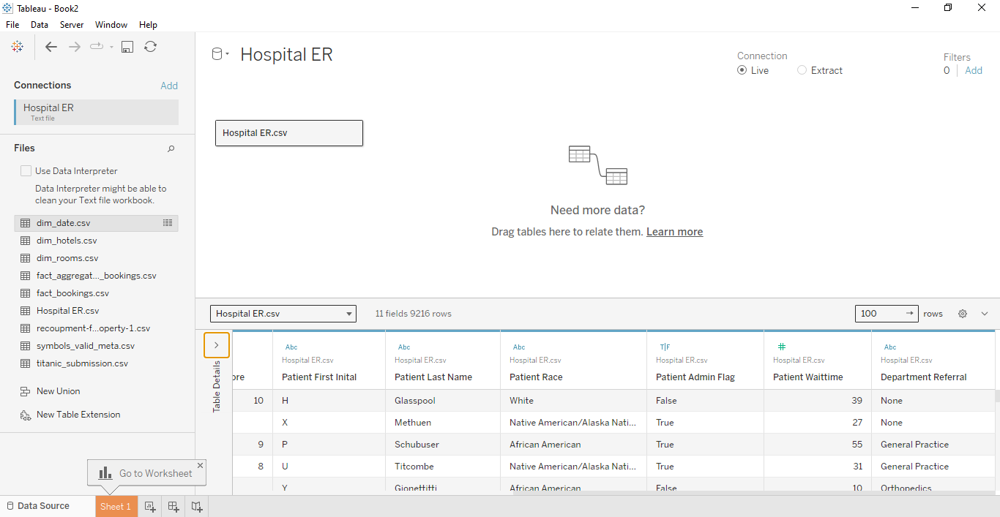 Tableau - Book2
File Data Server Window Help
Hospital ER
Connection
Live Extract
Filters
0 Add
Connections Add
Hospital ER
Text file
Files
Use Data Interpreter
Data Interpreter might be able to
clean your Text file workbook.
dim_date.csv
dim_hotels.csv
dim_rooms.csv
fact_aggregat..._bookings.csv
fact_bookings.csv
Hospital ER.csv
recoupment-f...operty-1.csv
symbols_valid_meta.csv
titanic_submission.csv
New Union
New Table Extension
Hospital ER.csv
Need more data?
Drag tables here to relate them. Learn more
Hospital ER.csv 11 fields 9216 rows 100 rows
Table Details
Abc Abc Abc T|F # Abc
Hospital ER.csv Hospital ER.csv Hospital ER.csv Hospital ER.csv Hospital ER.csv Hospital ER.csv
ore Patient First Inital Patient Last Name Patient Race Patient Admin Flag Patient Waittime Department Referral
10 H Glasspool White False 39 None
X Methuen Native American/Alaska Nati... True 27 None
9 P Schubuser African American True 55 General Practice
8 U Titcombe Native American/Alaska Nati... True 31 General Practice
Y Gionettitti African American False 10 Orthopedics
Go to Worksheet
Data Source Sheet 1